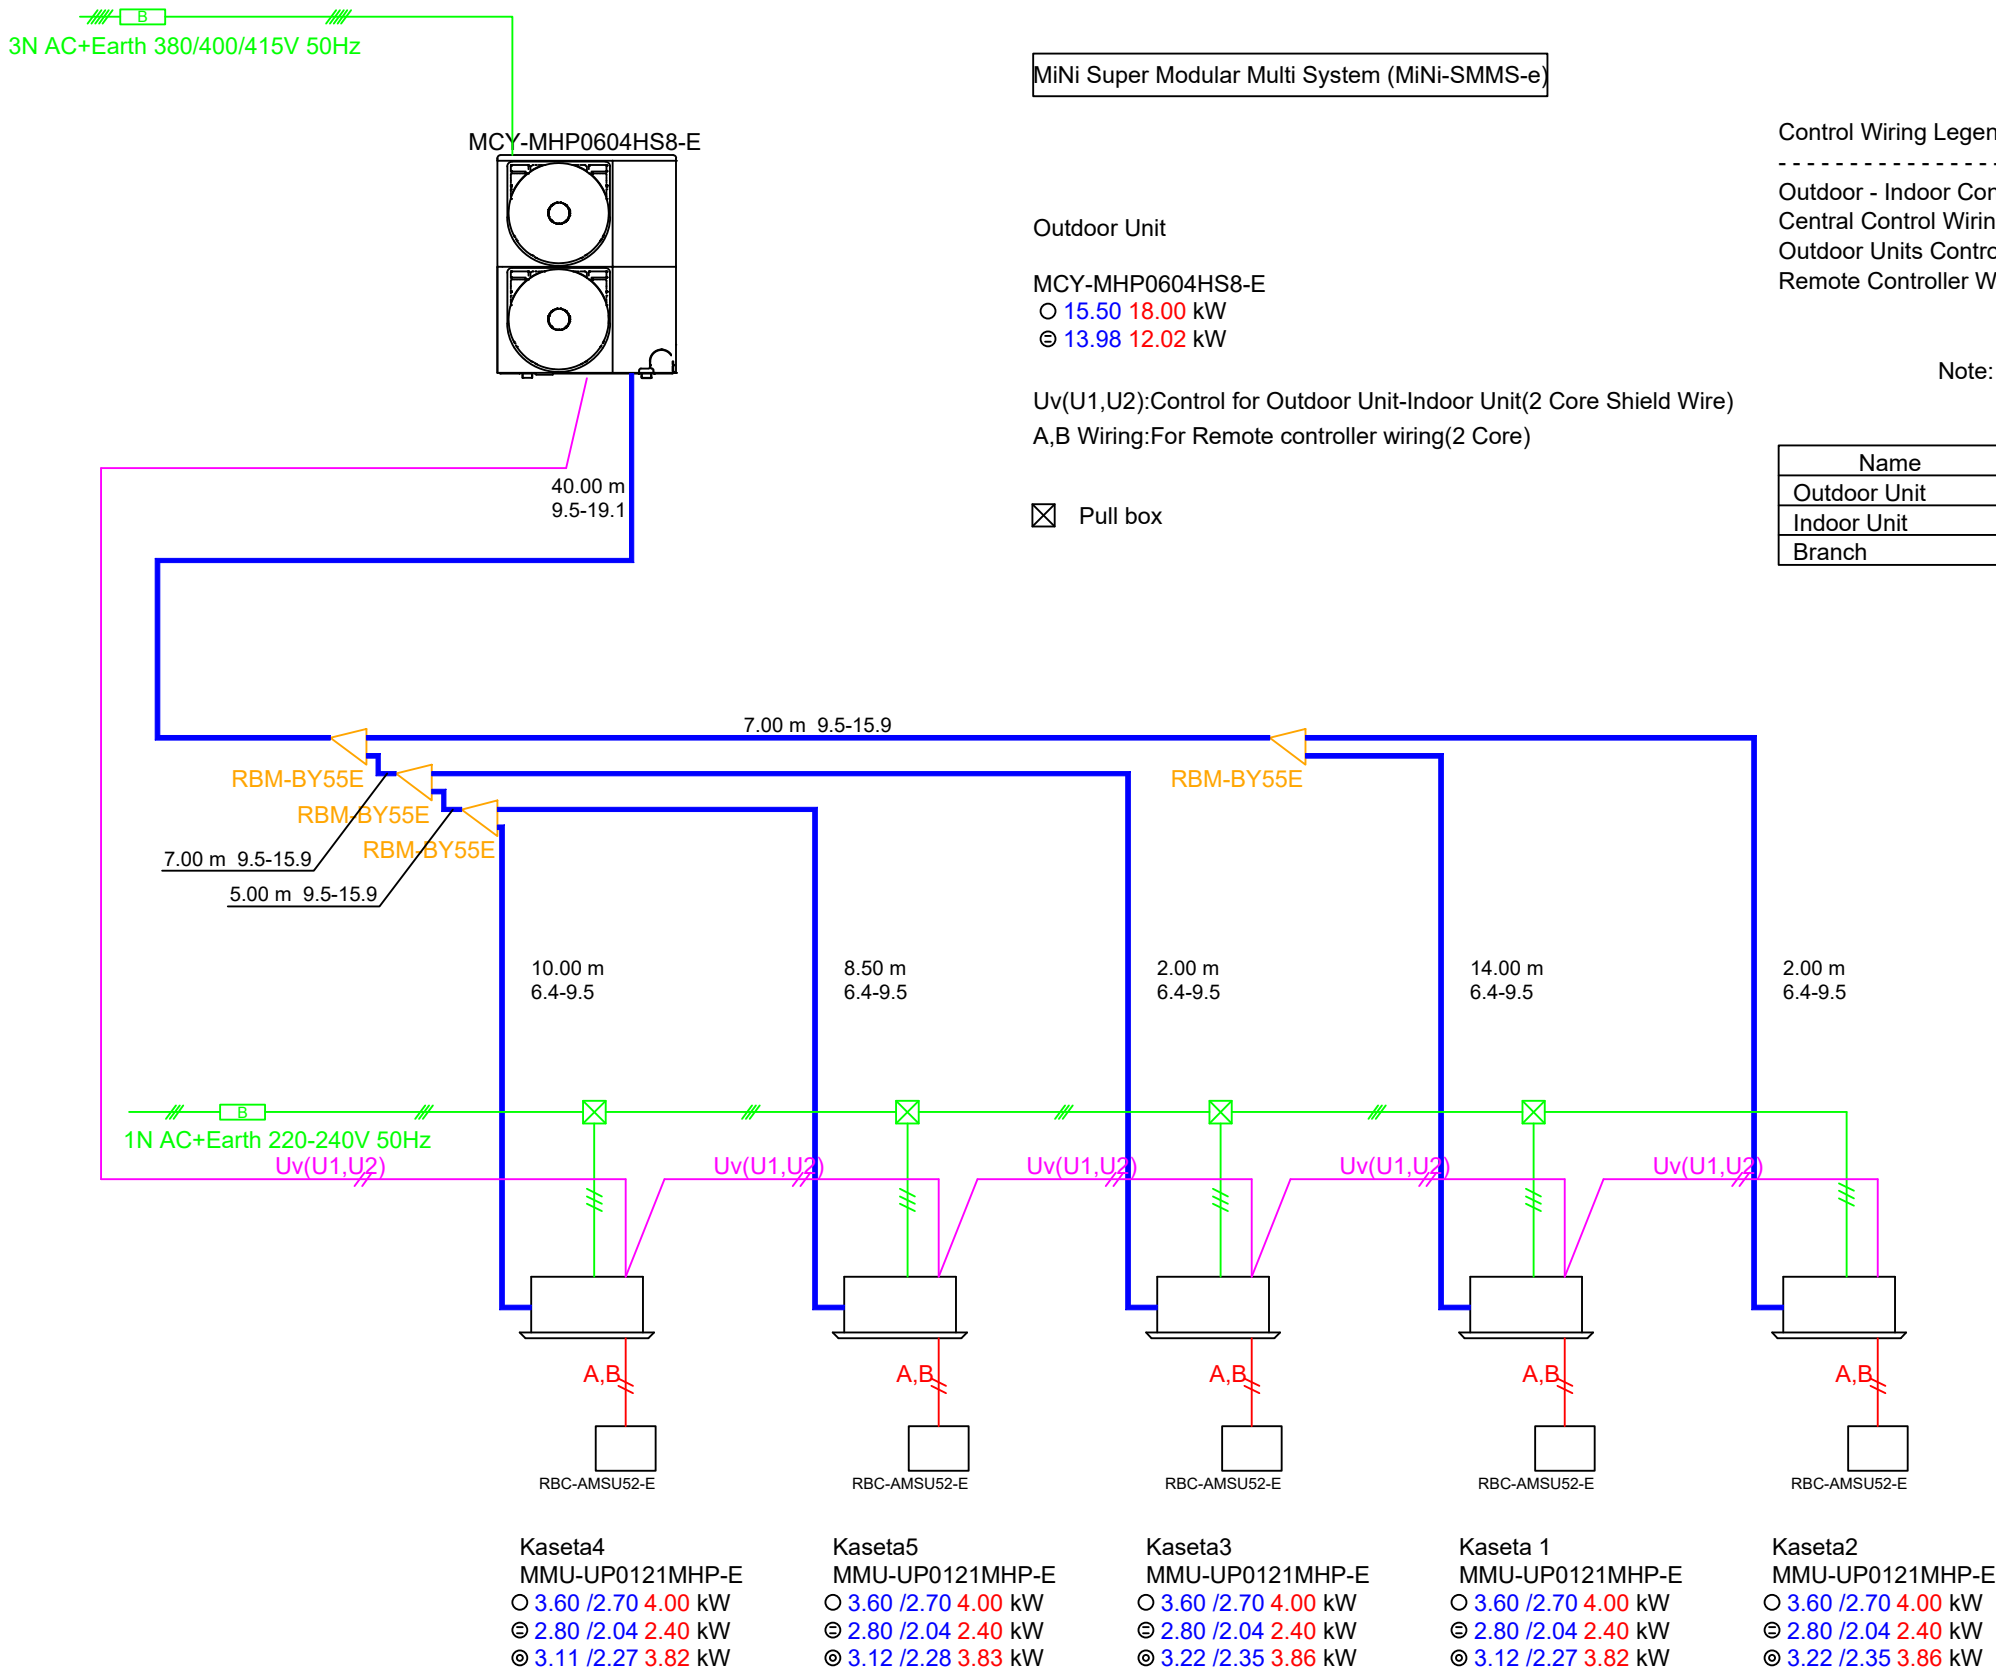 B
3N AC+Earth 380/400/415V 50Hz
MCY-MHP0604HS8-E
MiNi Super Modular Multi System (MiNi-SMMS-e)
Outdoor Unit
MCY-MHP0604HS8-E
15.50 18.00 kW
13.98 12.02 kW
Uv(U1,U2):Control for Outdoor Unit-Indoor Unit(2 Core Shield Wire)
A,B Wiring:For Remote controller wiring(2 Core)
Pull box
Control Wiring Legen
Outdoor - Indoor Con
Central Control Wirin
Outdoor Units Contro
Remote Controller W
Note:
Name
Outdoor Unit
Indoor Unit
Branch
40.00 m
9.5-19.1
7.00 m 9.5-15.9
RBM-BY55E
RBM-BY55E
RBM-BY55E
RBM-BY55E
7.00 m 9.5-15.9
5.00 m 9.5-15.9
10.00 m
6.4-9.5
8.50 m
6.4-9.5
2.00 m
6.4-9.5
14.00 m
6.4-9.5
2.00 m
6.4-9.5
B
1N AC+Earth 220-240V 50Hz
Uv(U1,U2)
Uv(U1,U2)
Uv(U1,U2)
Uv(U1,U2)
Uv(U1,U2)
A,B
A,B
A,B
A,B
A,B
RBC-AMSU52-E
RBC-AMSU52-E
RBC-AMSU52-E
RBC-AMSU52-E
RBC-AMSU52-E
Kaseta4
MMU-UP0121MHP-E
3.60 /2.70 4.00 kW
2.80 /2.04 2.40 kW
3.11 /2.27 3.82 kW
Kaseta5
MMU-UP0121MHP-E
3.60 /2.70 4.00 kW
2.80 /2.04 2.40 kW
3.12 /2.28 3.83 kW
Kaseta3
MMU-UP0121MHP-E
3.60 /2.70 4.00 kW
2.80 /2.04 2.40 kW
3.22 /2.35 3.86 kW
Kaseta 1
MMU-UP0121MHP-E
3.60 /2.70 4.00 kW
2.80 /2.04 2.40 kW
3.12 /2.27 3.82 kW
Kaseta2
MMU-UP0121MHP-E
3.60 /2.70 4.00 kW
2.80 /2.04 2.40 kW
3.22 /2.35 3.86 kW